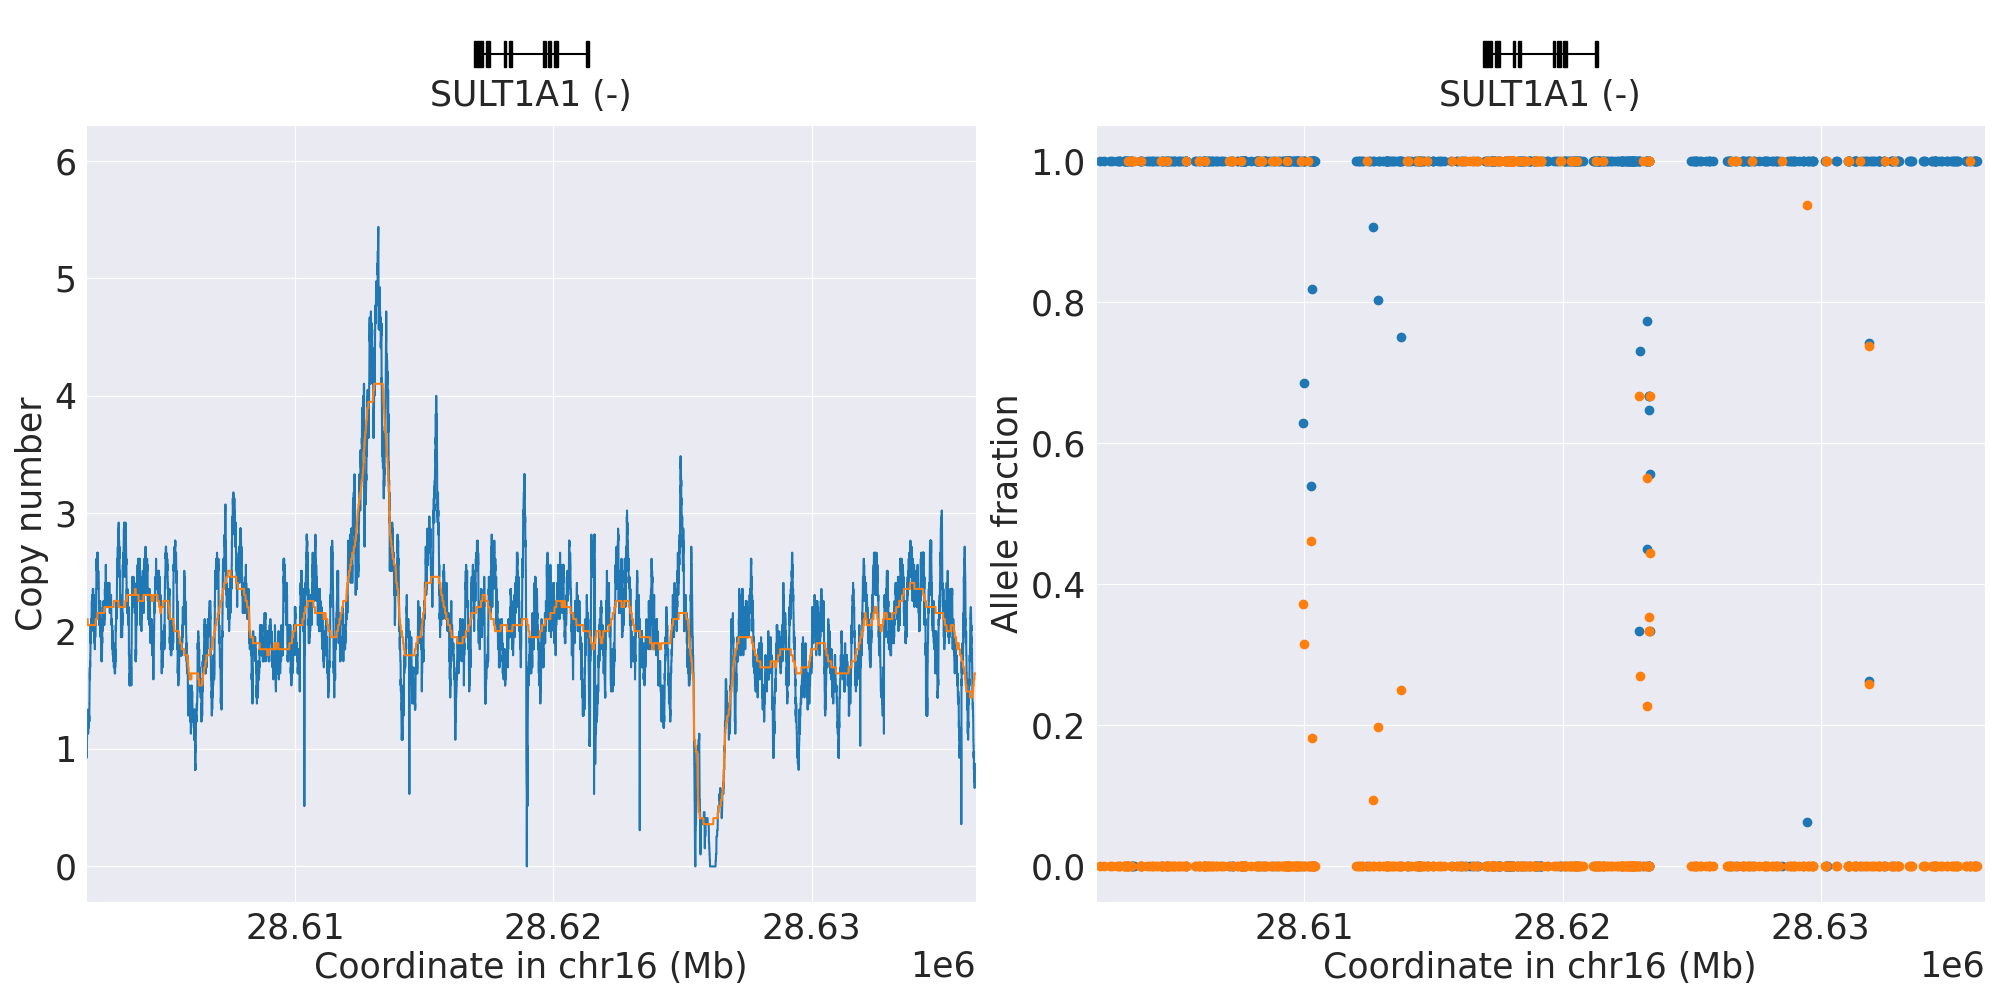 SULT1A1 (-)
Copy number
6
5
4
3
2
1
0
28.61
28.62
28.63
Coordinate in chr16 (Mb)
1e6
SULT1A1 (-)
Allele fraction
1.0
0.8
0.6
0.4
0.2
0.0
28.61
28.62
28.63
Coordinate in chr16 (Mb)
1e6